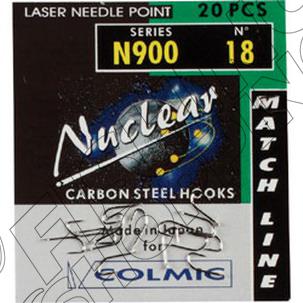 LASER NEEDLE POINT 20 PCS
SERIES N°
N900 18
Nuclear
CARBON STEEL HOOKS
Made in Japan
for
COLMIC
MATCH LINE